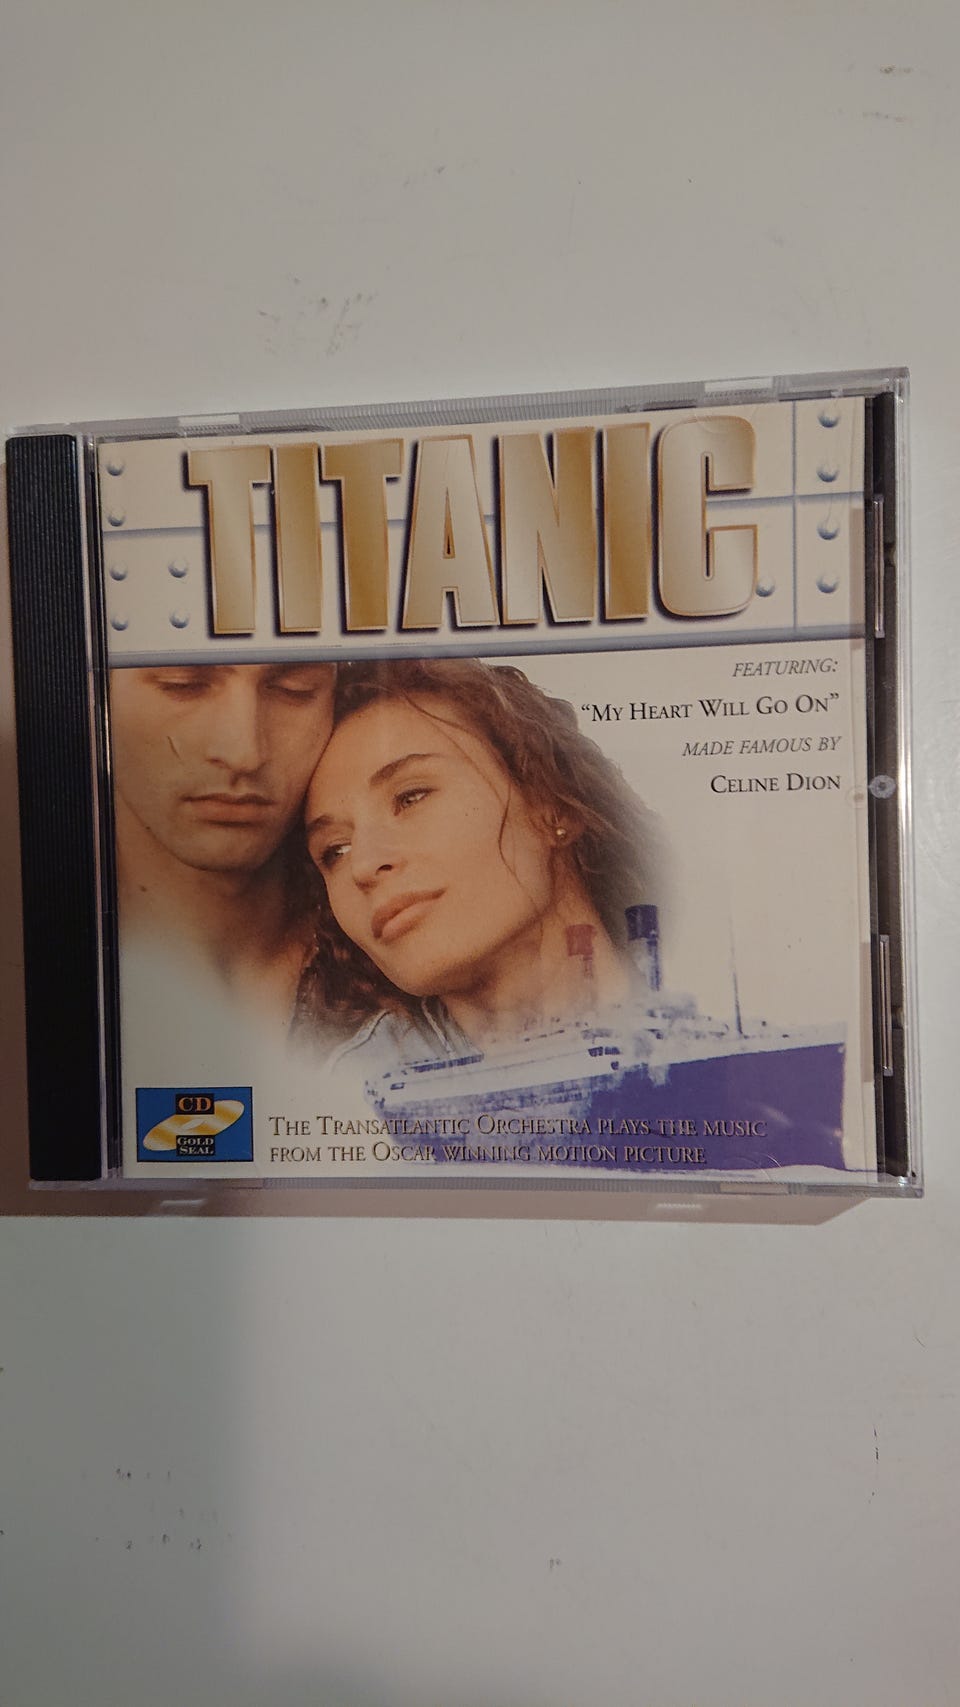 TITANIC
FEATURING:
“MY HEART WILL GO ON”
MADE FAMOUS BY
CELINE DION
CD
GOLD
SEAL
THE TRANSATLANTIC ORCHESTRA PLAYS THE MUSIC
FROM THE OSCAR WINNING MOTION PICTURE